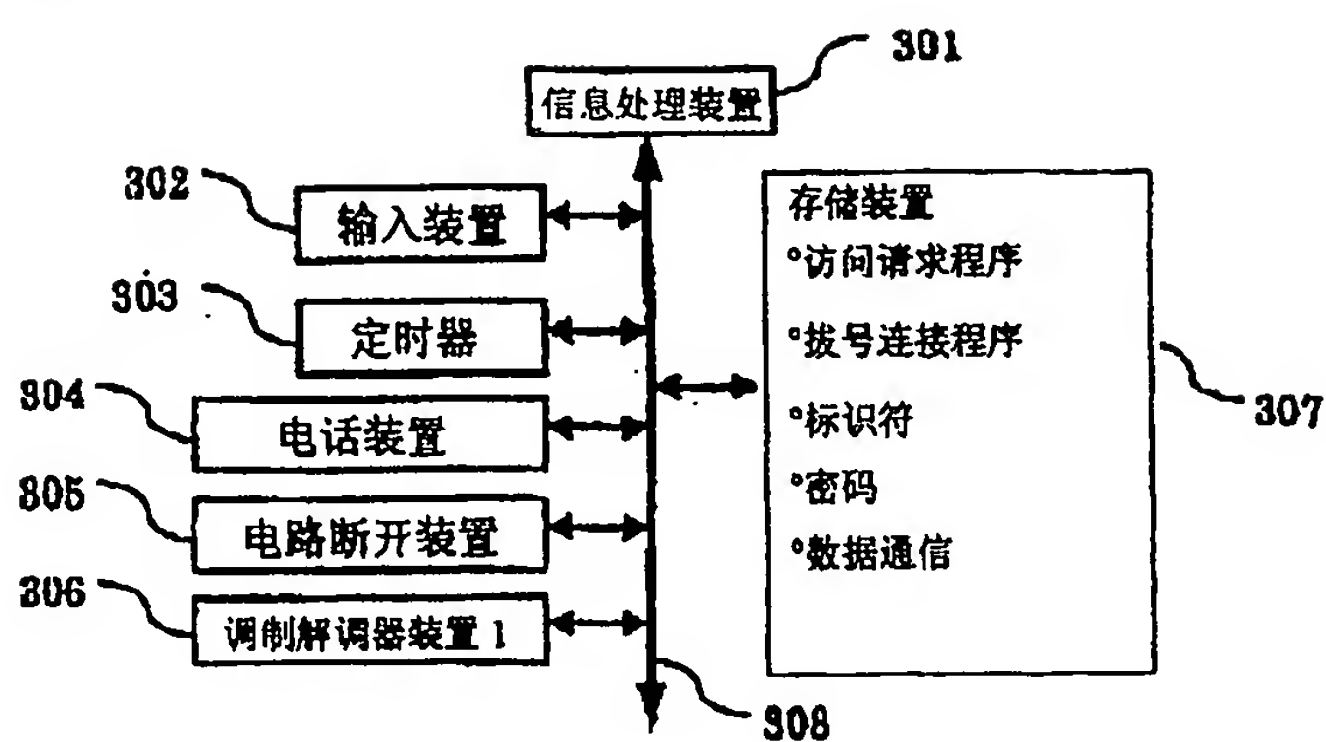 301
信息处理装置
302
输入装置
303
定时器
304
电话装置
305
电路断开装置
306
调制解调器装置1
存储装置
°访问请求程序
°拨号连接程序
°标识符
°密码
°数据通信
307
308